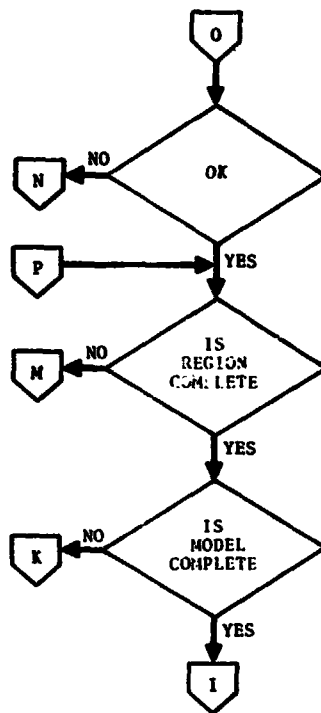 O
OK
NO
N
YES
P
IS
REGION
COMPLETE
NO
M
YES
IS
MODEL
COMPLETE
NO
K
YES
I